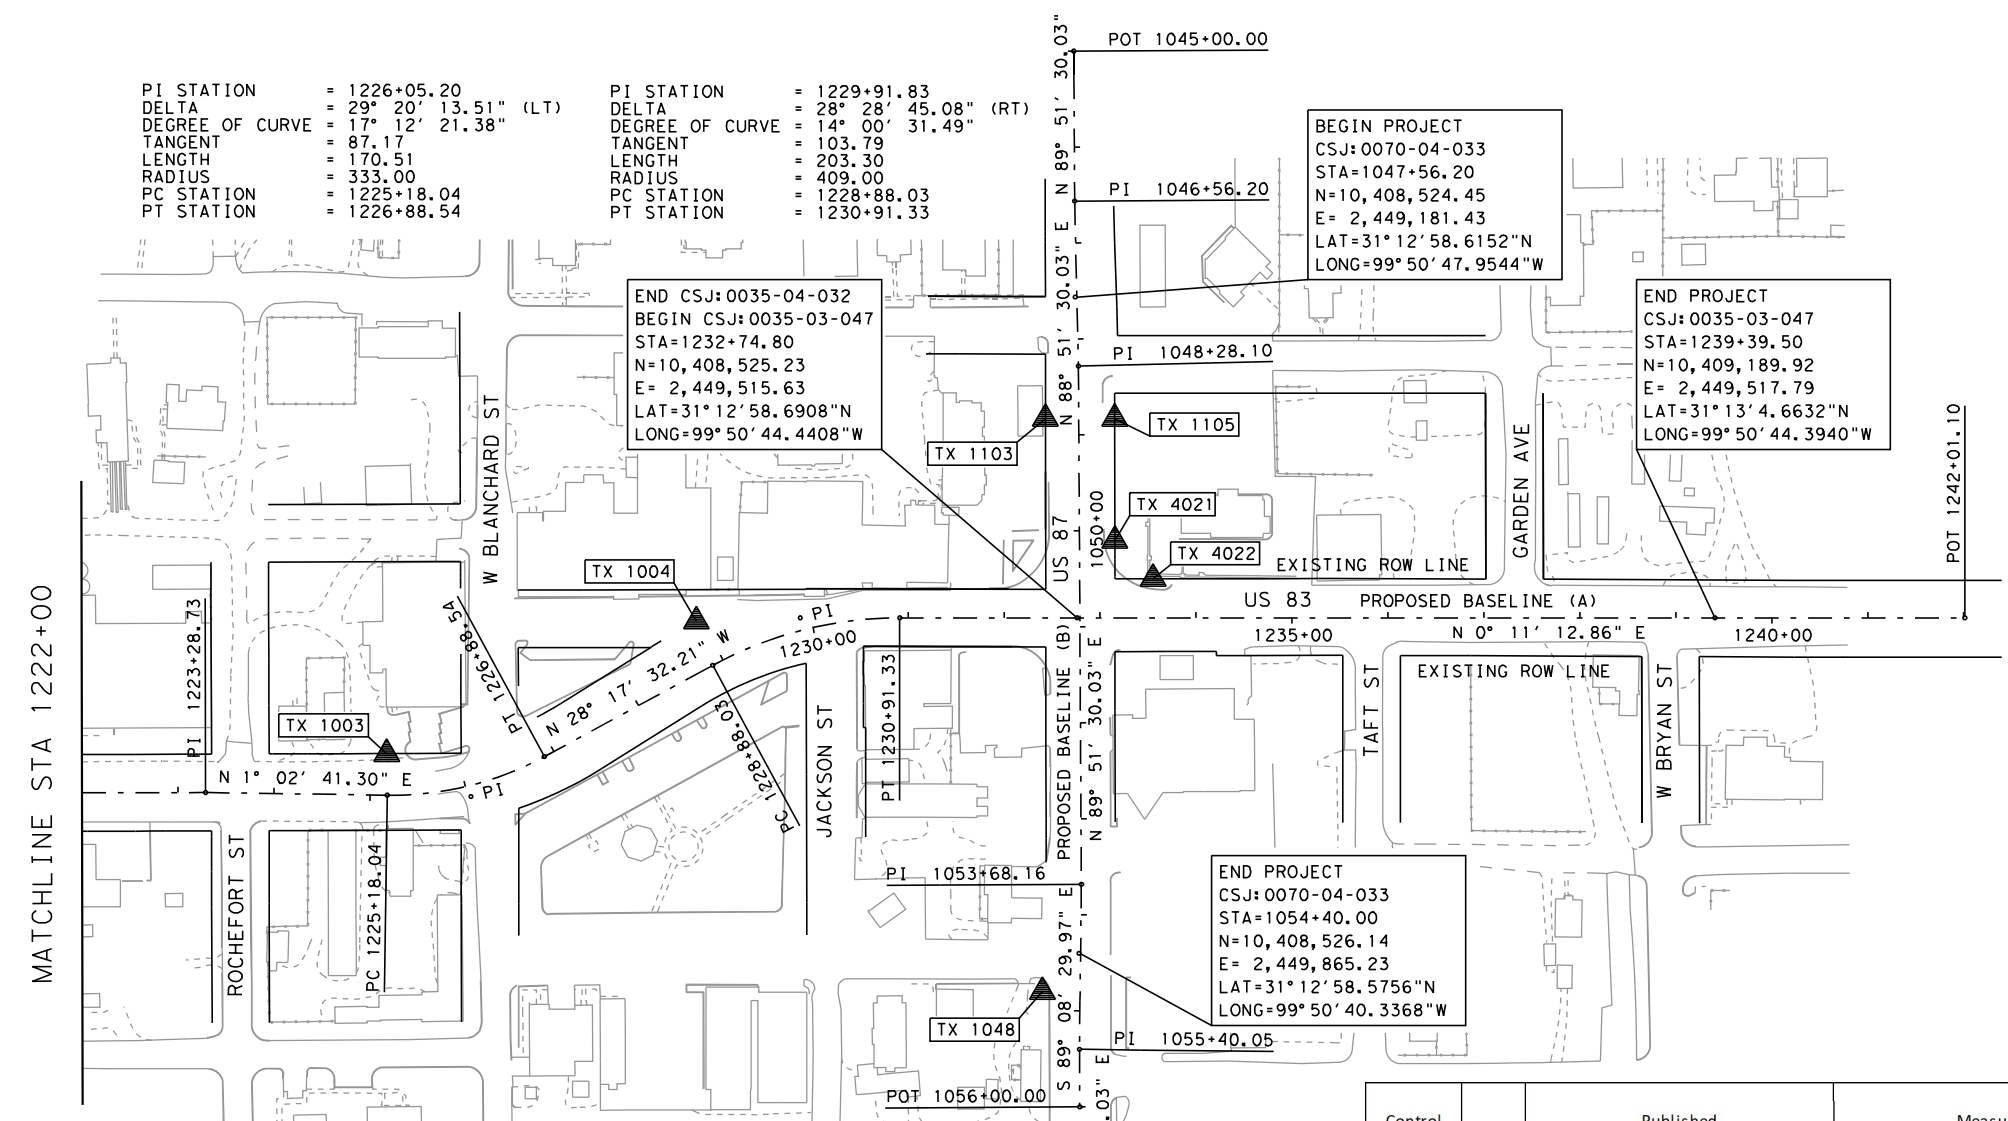 PI STATION = 1226+05.20
DELTA = 29° 20' 13.51" (LT)
DEGREE OF CURVE = 17° 12' 21.38"
TANGENT = 87.17
LENGTH = 170.51
RADIUS = 333.00
PC STATION = 1225+18.04
PT STATION = 1226+88.54
PI STATION = 1229+91.83
DELTA = 28° 28' 45.08" (RT)
DEGREE OF CURVE = 14° 00' 31.49"
TANGENT = 103.79
LENGTH = 203.30
RADIUS = 409.00
PC STATION = 1228+88.03
PT STATION = 1230+91.33
POT 1045+00.00
N 89° 51' 30.03"
PI 1046+56.20
N 88° 51' 30.03" E
PI 1048+28.10
BEGIN PROJECT
CSJ:0070-04-033
STA=1047+56.20
N=10,408,524.45
E= 2,449,181.43
LAT=31°12'58.6152"N
LONG=99°50'47.9544"W
END CSJ:0035-04-032
BEGIN CSJ:0035-03-047
STA=1232+74.80
N=10,408,525.23
E= 2,449,515.63
LAT=31°12'58.6908"N
LONG=99°50'44.4408"W
END PROJECT
CSJ:0035-03-047
STA=1239+39.50
N=10,409,189.92
E= 2,449,517.79
LAT=31°13'4.6632"N
LONG=99°50'44.3940"W
TX 1103
TX 1105
TX 4021
TX 4022
TX 1004
TX 1003
W BLANCHARD ST
US 87
1050+00
GARDEN AVE
EXISTING ROW LINE
POT 1242+01.10
US 83 PROPOSED BASELINE (A)
1235+00
N 0° 11' 12.86" E
1240+00
EXISTING ROW LINE
MATCHLINE STA 1222+00
PI 1223+28.73
N 1° 02' 41.30" E
PI
PT 1226+88.54
N 28° 17' 32.21" W
PI
1230+00
PC 1228+88.03
JACKSON ST
PT 1230+91.33
PROPOSED BASELINE (B)
N 89° 51' 30.03" E
TAFT ST
W BRYAN ST
ROCHEFORT ST
PC 1225+18.04
PI 1053+68.16
S 89° 08' 29.97" E
END PROJECT
CSJ:0070-04-033
STA=1054+40.00
N=10,408,526.14
E= 2,449,865.23
LAT=31°12'58.5756"N
LONG=99°50'40.3368"W
TX 1048
PI 1055+40.05
POT 1056+00.00
.03" E
Control
Published
Measu